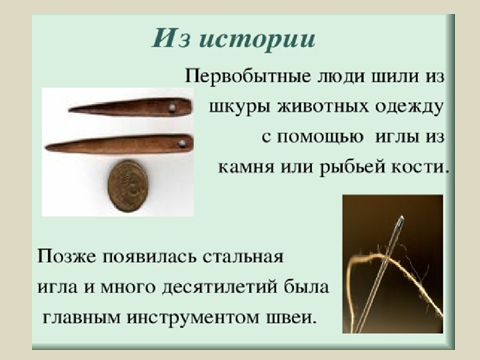 Из истории
Первобытные люди шили из
шкуры животных одежду
с помощью иглы из
камня или рыбьей кости.
Позже появилась стальная
игла и много десятилетий была
главным инструментом швеи.